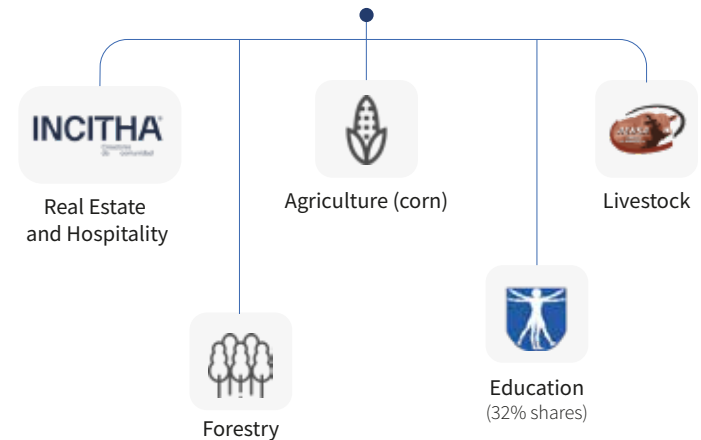 INCITHA
Real Estate
and Hospitality
Agriculture (corn)
Livestock
Forestry
Education
(32% shares)